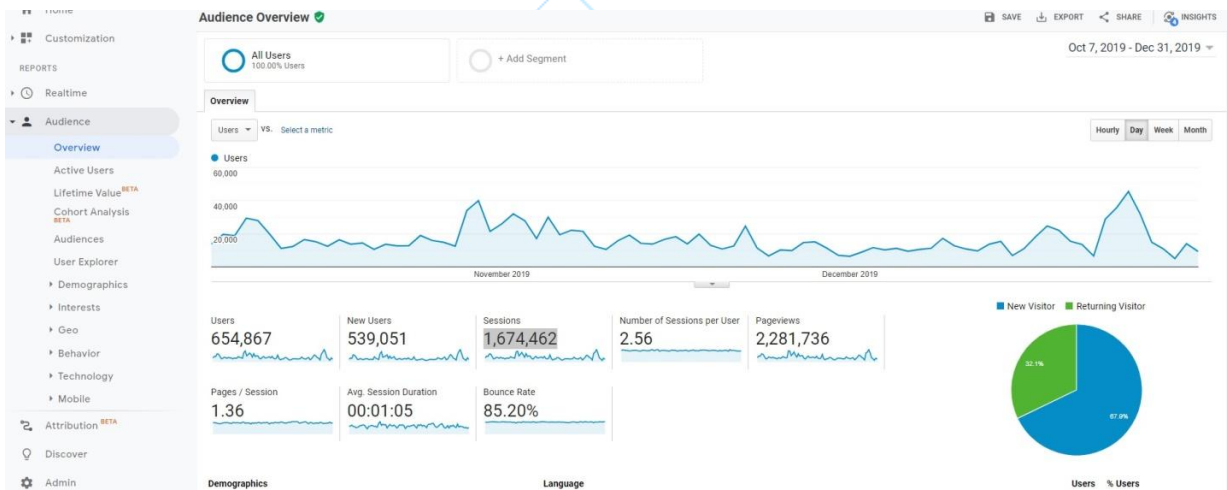 Home
Audience Overview
SAVE EXPORT SHARE INSIGHTS
Customization
All Users
100.00% Users
+ Add Segment
Oct 7, 2019 - Dec 31, 2019
REPORTS
Realtime
Overview
Audience
Users VS. Select a metric
Hourly Day Week Month
Overview
Users
Active Users
60,000
Lifetime Value BETA
Cohort Analysis
BETA
40,000
Audiences
20,000
User Explorer
November 2019 December 2019
Demographics
Interests
New Visitor Returning Visitor
Geo
Users New Users Sessions Number of Sessions per User Pageviews
654,867 539,051 1,674,462 2.56 2,281,736
Behavior
Technology
32.1%
Mobile
Pages / Session Avg. Session Duration Bounce Rate
1.36 00:01:05 85.20%
67.9%
Attribution BETA
Discover
Admin
Demographics Language Users % Users